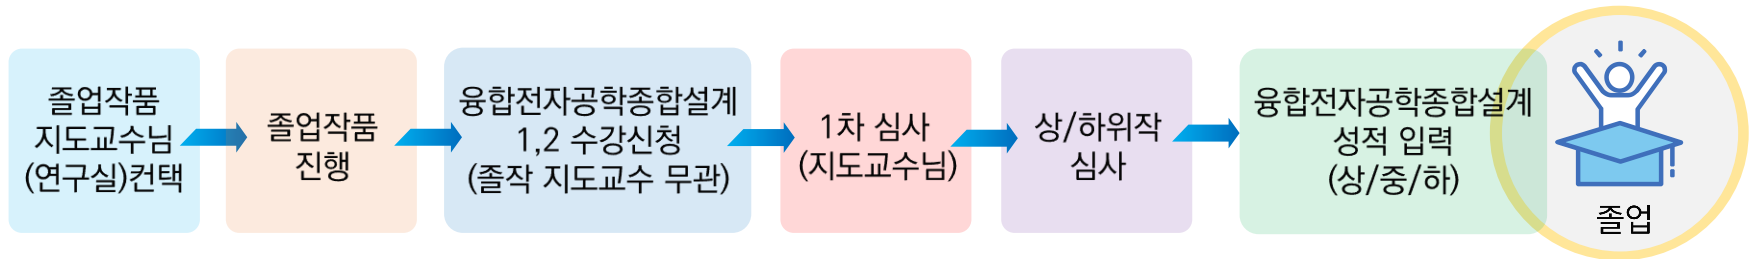 졸업작품
지도교수님
(연구실)컨택
졸업작품
진행
융합전자공학종합설계
1,2 수강신청
(졸작 지도교수 무관)
1차 심사
(지도교수님)
상/하위작
심사
융합전자공학종합설계
성적 입력
(상/중/하)
졸업